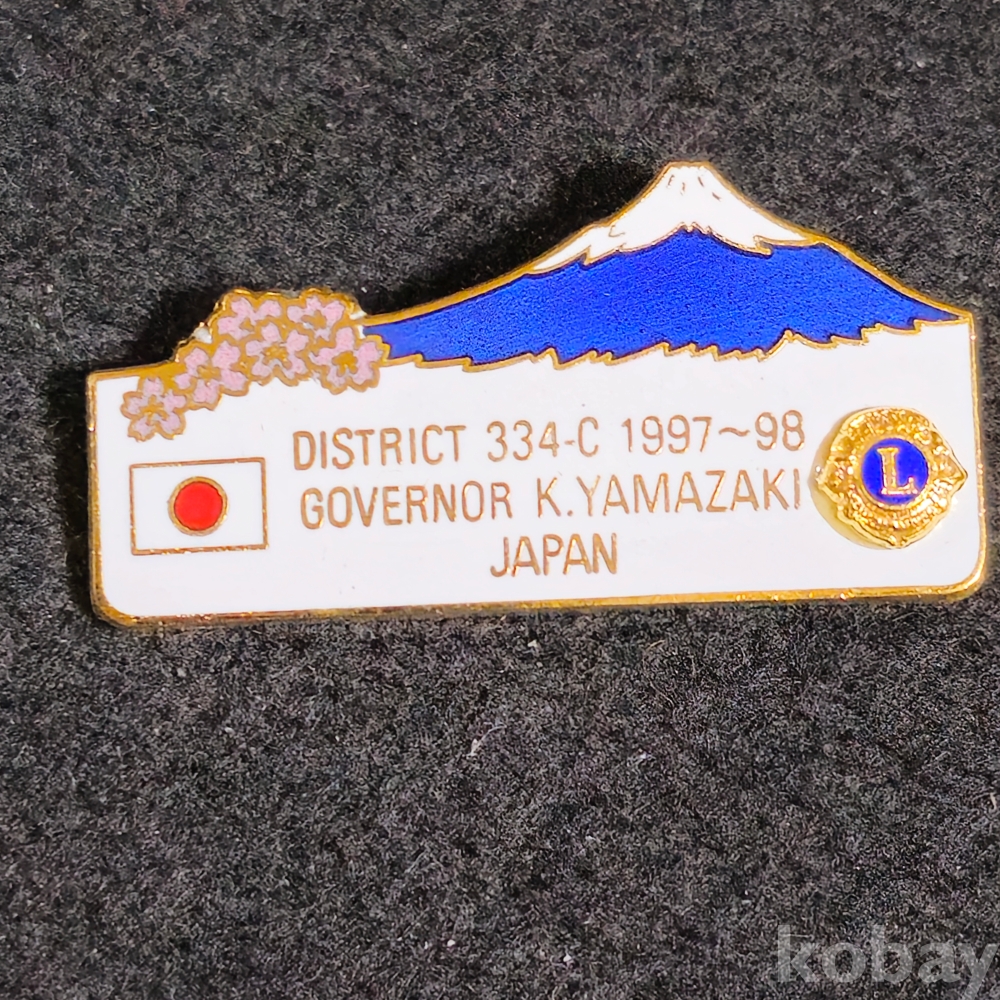 DISTRICT 334-C 1997~98
GOVERNOR K.YAMAZAKI
JAPAN
L
kobay